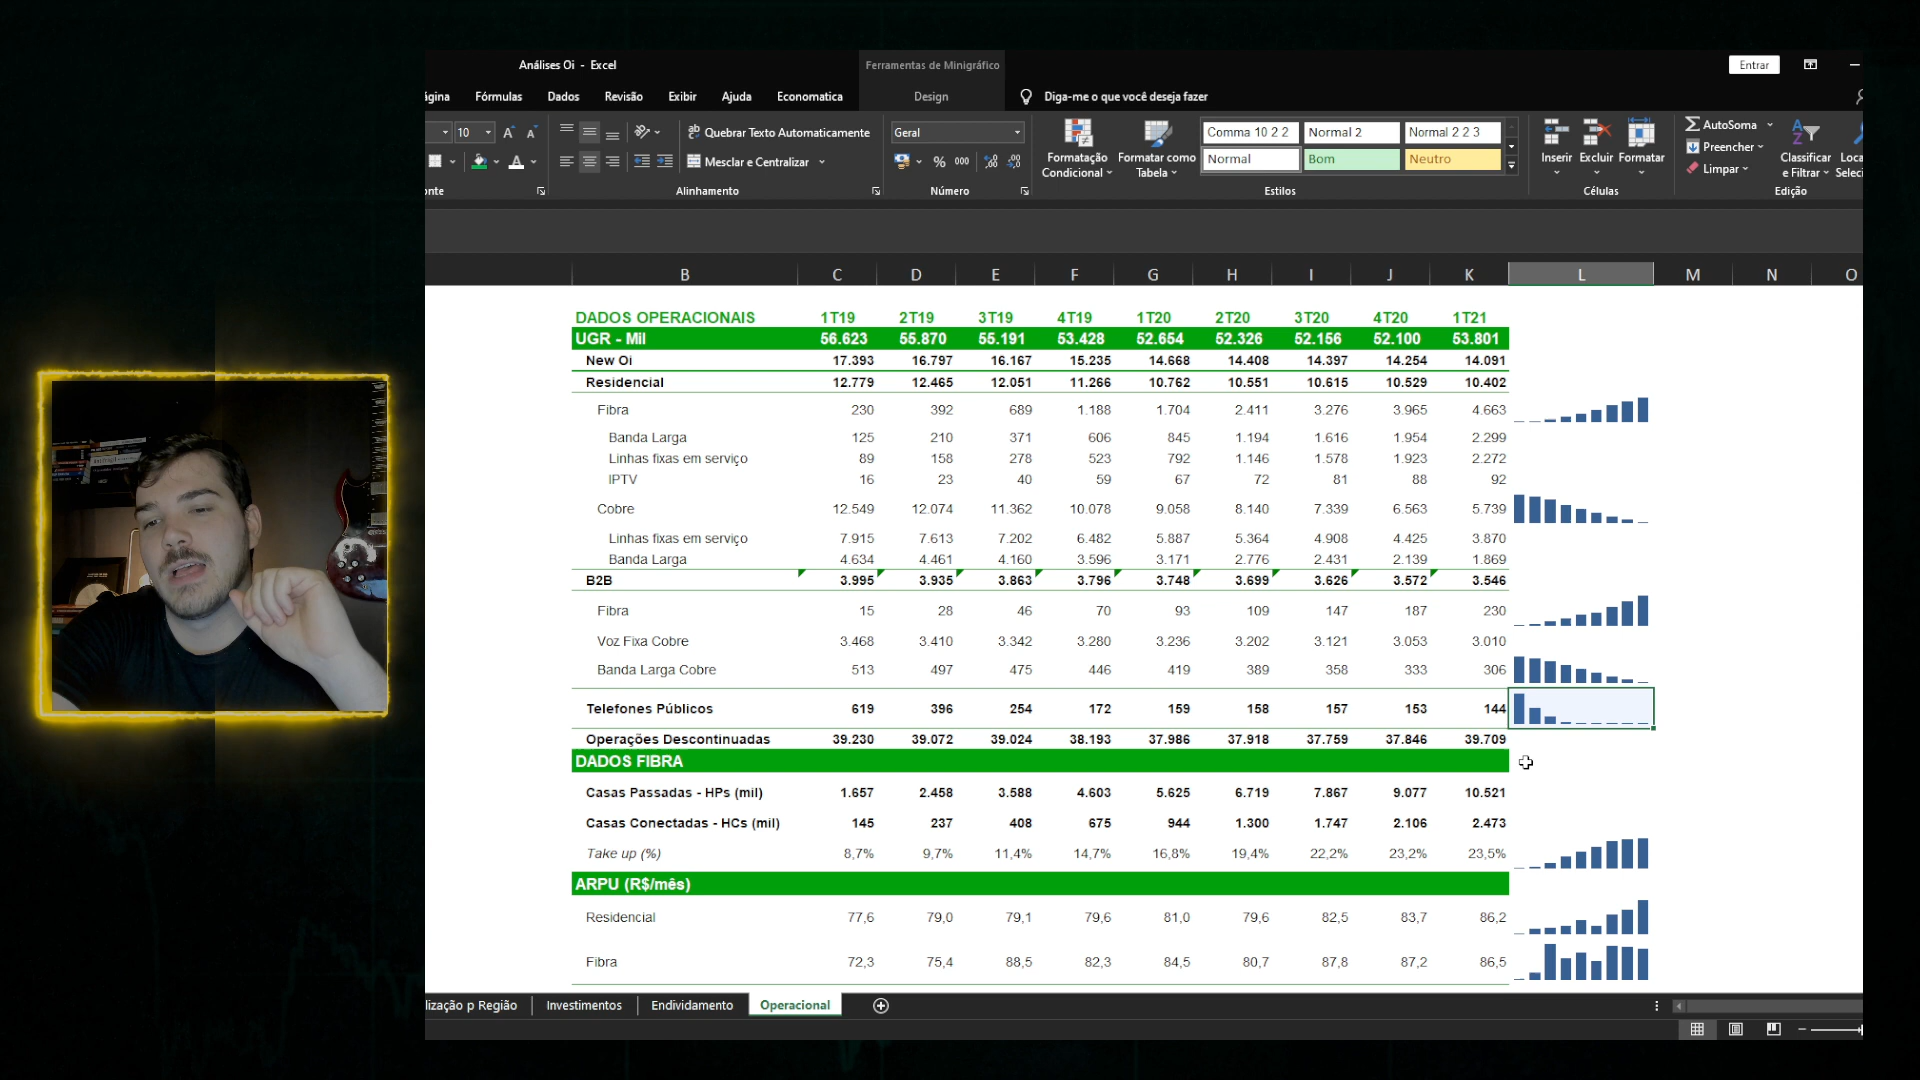 Análises Oi - Excel
Ferramentas de Minigráfico
Entrar
ágina Fórmulas Dados Revisão Exibir Ajuda Economatica Design Diga-me o que você deseja fazer
10 Quebrar Texto Automaticamente Geral Comma 10 2 2 Normal 2 Normal 2 2 3 AutoSoma
Mesclar e Centralizar % 000 Normal Bom Neutro Preencher
Formatação Condicional Formatar como Tabela Inserir Excluir Formatar Limpar Classificar e Filtrar Loca Seleci
onte Alinhamento Número Estilos Células Edição
B C D E F G H I J K L M N O
DADOS OPERACIONAIS 1T19 2T19 3T19 4T19 1T20 2T20 3T20 4T20 1T21
UGR - Mil 56.623 55.870 55.191 53.428 52.654 52.326 52.156 52.100 53.801
New Oi 17.393 16.797 16.167 15.235 14.668 14.408 14.397 14.254 14.091
Residencial 12.779 12.465 12.051 11.266 10.762 10.551 10.615 10.529 10.402
Fibra 230 392 689 1.188 1.704 2.411 3.276 3.965 4.663
Banda Larga 125 210 371 606 845 1.194 1.616 1.954 2.299
Linhas fixas em serviço 89 158 278 523 792 1.146 1.578 1.923 2.272
IPTV 16 23 40 59 67 72 81 88 92
Cobre 12.549 12.074 11.362 10.078 9.058 8.140 7.339 6.563 5.739
Linhas fixas em serviço 7.915 7.613 7.202 6.482 5.887 5.364 4.908 4.425 3.870
Banda Larga 4.634 4.461 4.160 3.596 3.171 2.776 2.431 2.139 1.869
B2B 3.995 3.935 3.863 3.796 3.748 3.699 3.626 3.572 3.546
Fibra 15 28 46 70 93 109 147 187 230
Voz Fixa Cobre 3.468 3.410 3.342 3.280 3.236 3.202 3.121 3.053 3.010
Banda Larga Cobre 513 497 475 446 419 389 358 333 306
Telefones Públicos 619 396 254 172 159 158 157 153 144
Operações Descontinuadas 39.230 39.072 39.024 38.193 37.986 37.918 37.759 37.846 39.709
DADOS FIBRA
Casas Passadas - HPs (mil) 1.657 2.458 3.588 4.603 5.625 6.719 7.867 9.077 10.521
Casas Conectadas - HCs (mil) 145 237 408 675 944 1.300 1.747 2.106 2.473
Take up (%) 8,7% 9,7% 11,4% 14,7% 16,8% 19,4% 22,2% 23,2% 23,5%
ARPU (R$/mês)
Residencial 77,6 79,0 79,1 79,6 81,0 79,6 82,5 83,7 86,2
Fibra 72,3 75,4 88,5 82,3 84,5 80,7 87,8 87,2 86,5
lização p Região Investimentos Endividamento Operacional